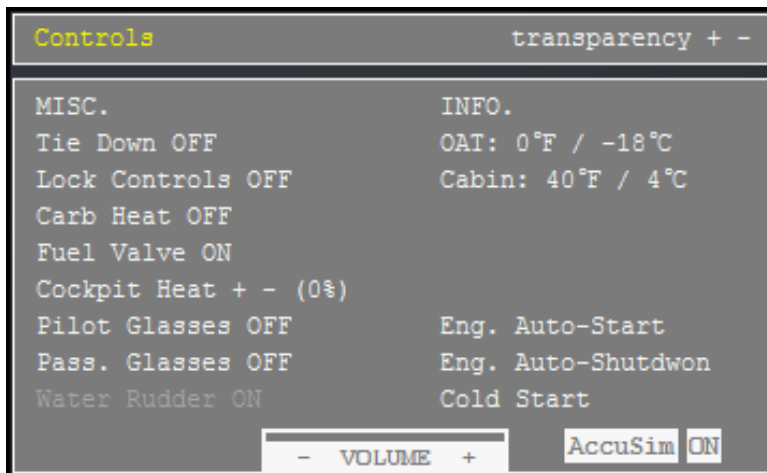 Controls transparency + -
MISC. INFO.
Tie Down OFF OAT: 0°F / -18°C
Lock Controls OFF Cabin: 40°F / 4°C
Carb Heat OFF
Fuel Valve ON
Cockpit Heat + - (0%)
Pilot Glasses OFF Eng. Auto-Start
Pass. Glasses OFF Eng. Auto-Shutdwon
Water Rudder ON Cold Start
- VOLUME + AccuSim ON